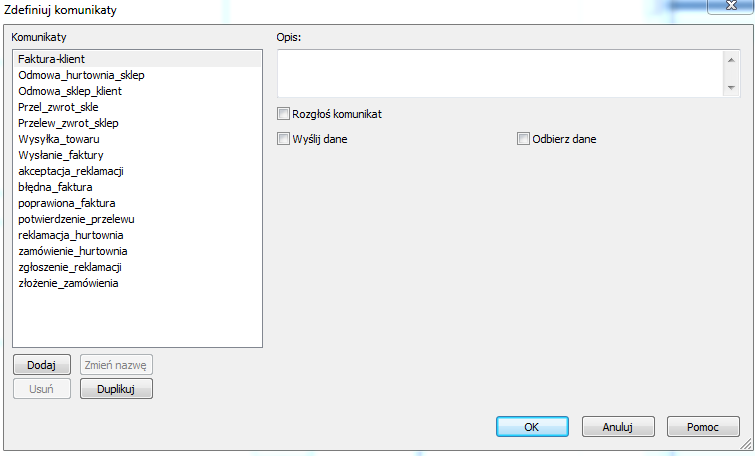 Zdefiniuj komunikaty
Komunikaty
Faktura-klient
Odmowa_hurtownia_sklep
Odmowa_sklep_klient
Przel_zwrot_skle
Przelew_zwrot_sklep
Wysyłka_towaru
Wysłanie_faktury
akceptacja_reklamacji
błędna_faktura
poprawiona_faktura
potwierdzenie_przelewu
reklamacja_hurtownia
zamówienie_hurtownia
zgłoszenie_reklamacji
złożenie_zamówienia
Dodaj Zmień nazwę
Usuń Duplikuj
Opis:
Rozgłoś komunikat
Wyślij dane Odbierz dane
OK Anuluj Pomoc